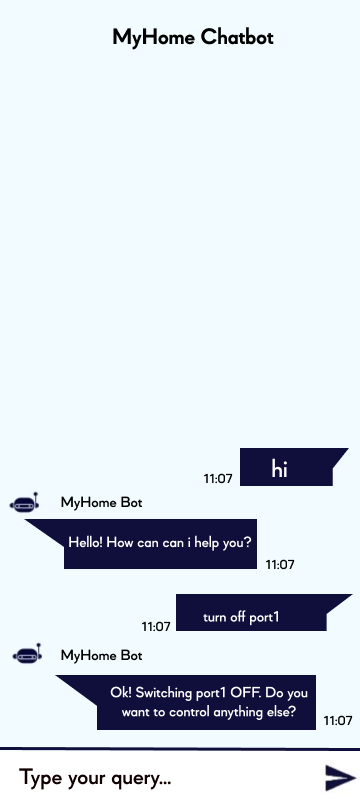 MyHome Chatbot
hi
11:07
MyHome Bot
Hello! How can can i help you?
11:07
turn off port1
11:07
MyHome Bot
Ok! Switching port1 OFF. Do you
want to control anything else?
11:07
Type your query...